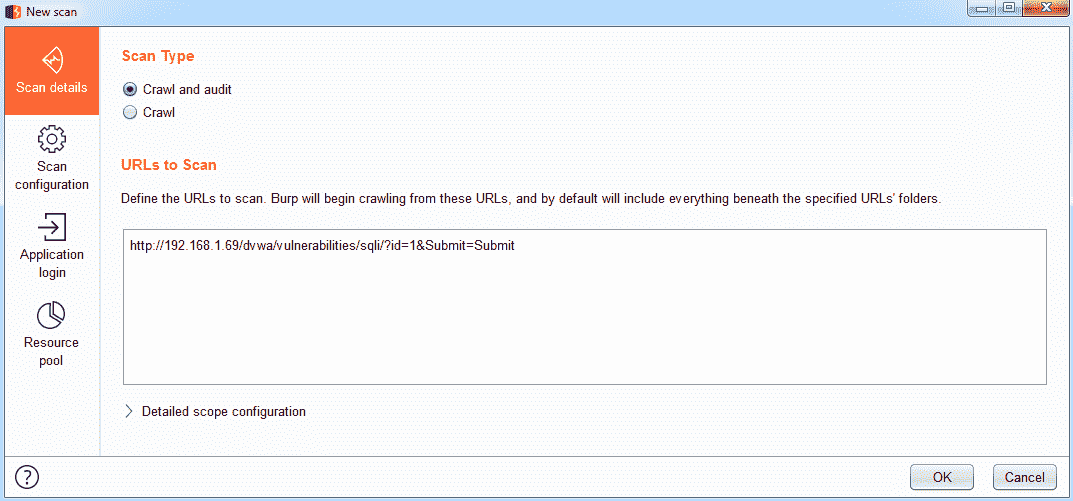 New scan
Scan details
Scan
configuration
Application
login
Resource
pool
Scan Type
Crawl and audit
Crawl
URLs to Scan
Define the URLs to scan. Burp will begin crawling from these URLs, and by default will include everything beneath the specified URLs' folders.
http://192.168.1.69/dvwa/vulnerabilities/sqli/?id=1&Submit=Submit
Detailed scope configuration
?
OK
Cancel